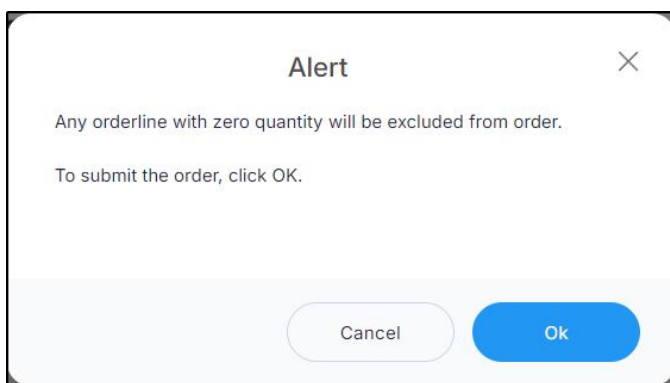 Alert
Any orderline with zero quantity will be excluded from order.
To submit the order, click OK.
Cancel
Ok